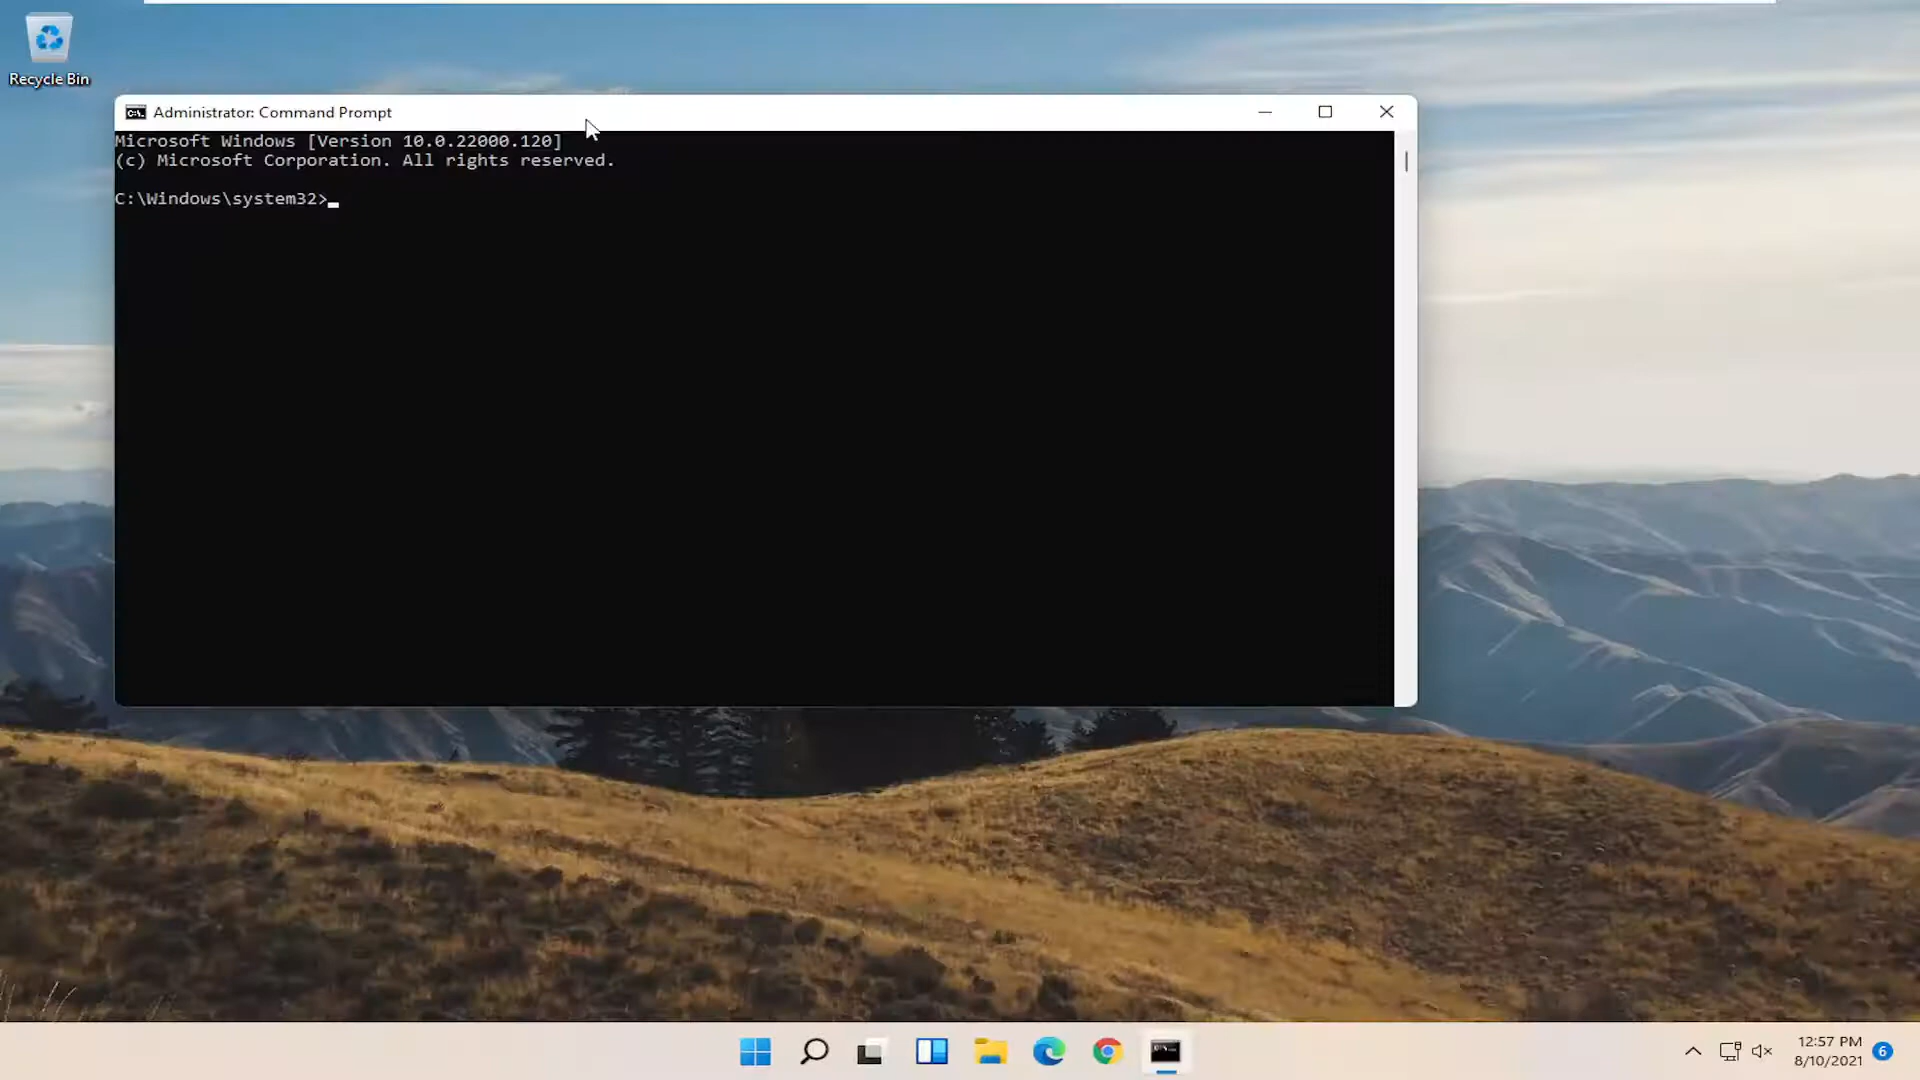 Recycle Bin
Administrator: Command Prompt
Microsoft Windows [Version 10.0.22000.120]
(c) Microsoft Corporation. All rights reserved.
C:\Windows\system32>
12:57 PM
8/10/2021
6